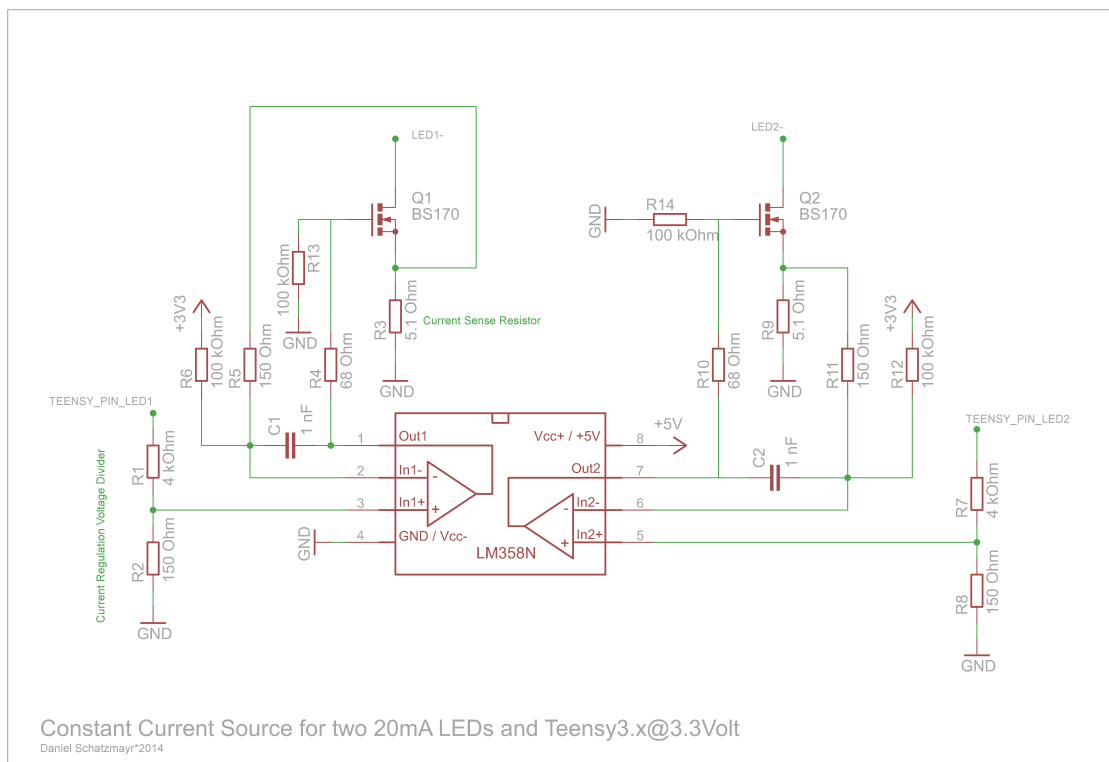 LED1-
LED2-
Q1
BS170
Q2
BS170
R14
100 kOhm
GND
R13
100 kOhm
GND
+3V3
R6
100 kOhm
R5
150 Ohm
R4
68 Ohm
R3
5.1 Ohm
Current Sense Resistor
GND
R10
68 Ohm
R9
5.1 Ohm
GND
R11
150 Ohm
+3V3
R12
100 kOhm
TEENSY_PIN_LED1
R1
4 kOhm
R2
150 Ohm
GND
Current Regulation Voltage Divider
C1
1 nF
1
2
3
4
GND
Out1
In1-
In1+
GND / Vcc-
-
+
Vcc+ / +5V
Out2
In2-
In2+
-
+
LM358N
8
7
6
5
+5V
C2
1 nF
TEENSY_PIN_LED2
R7
4 kOhm
R8
150 Ohm
GND
Constant Current Source for two 20mA LEDs and Teensy3.x@3.3Volt
Daniel Schatzmayr*2014